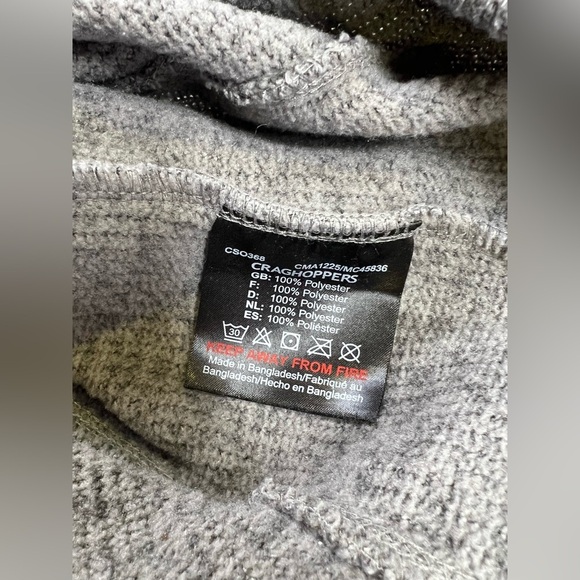 CSO368 CMA1225/MC45836
CRAGHOPPERS
GB: 100% Polyester
F: 100% Polyester
D: 100% Polyester
NL: 100% Polyester
ES: 100% Poliéster
30
KEEP AWAY FROM FIRE
Made in Bangladesh/Fabriqué au
Bangladesh/Hecho en Bangladesh